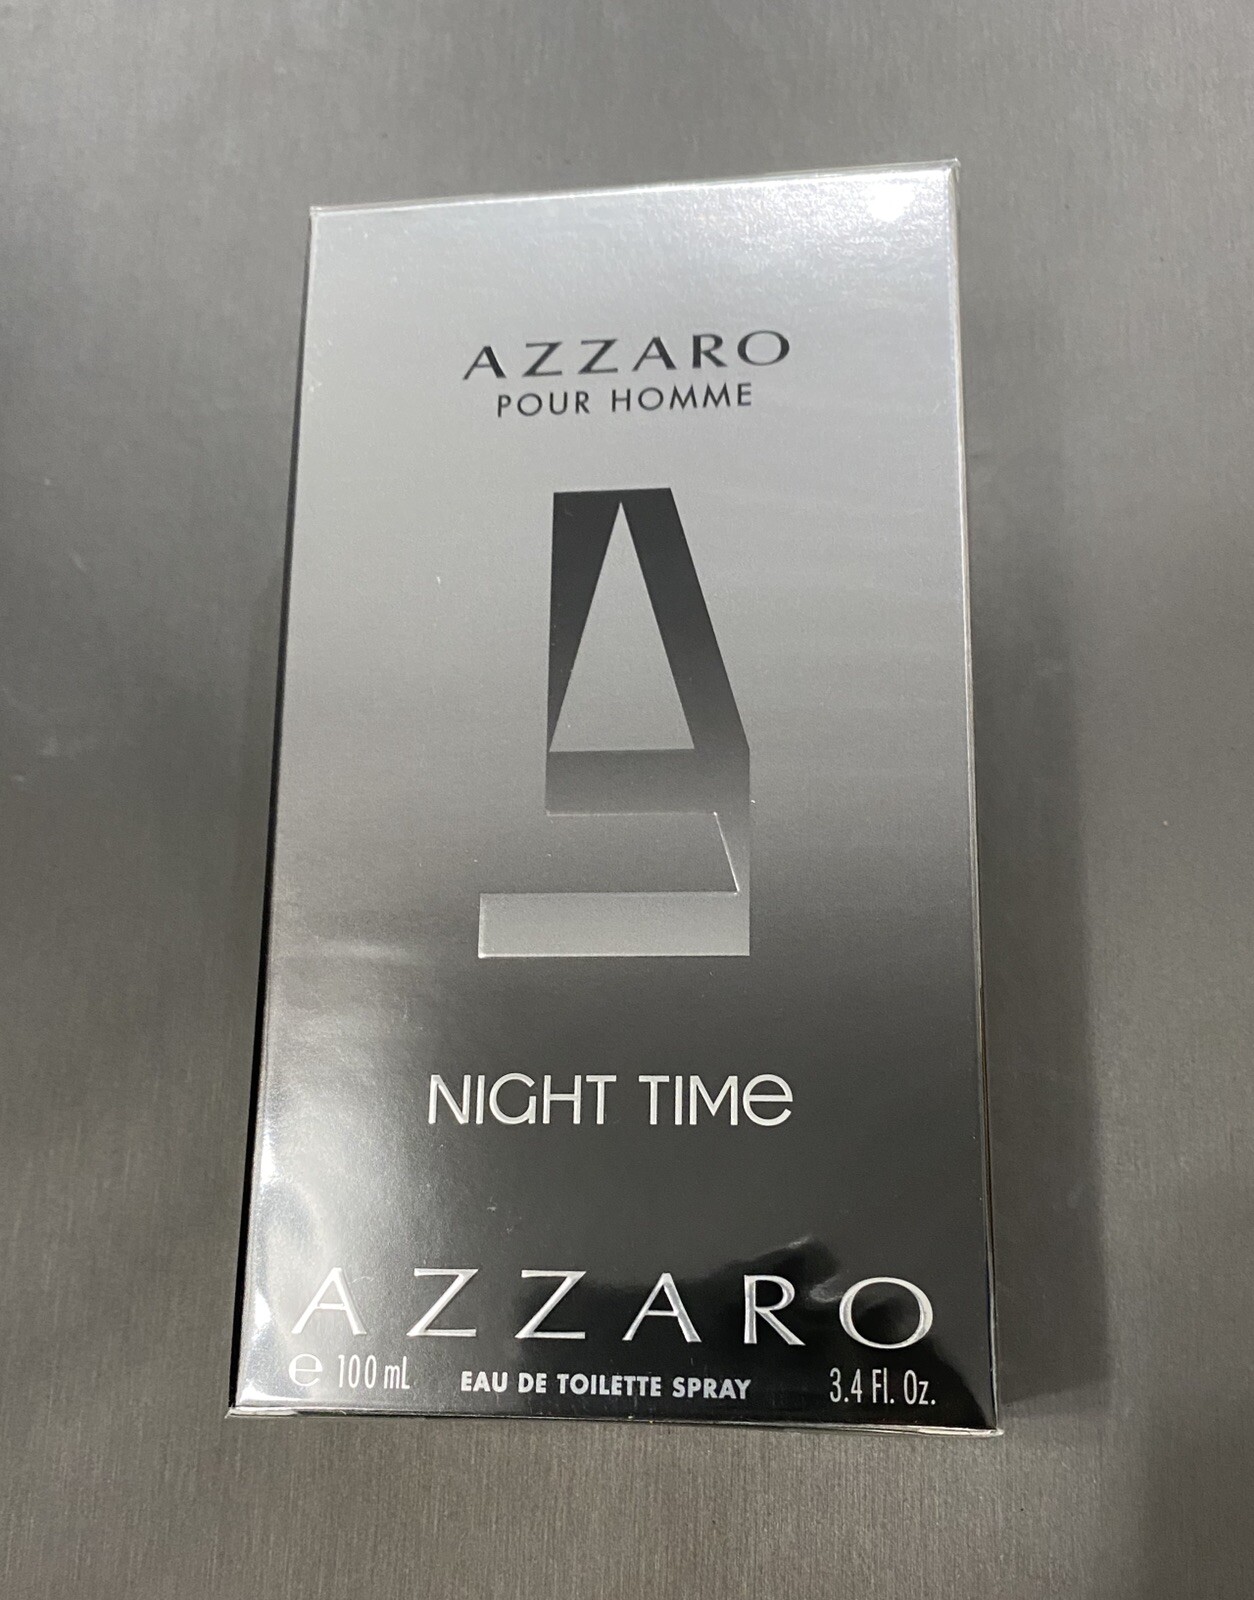 AZZARO
POUR HOMME
NIGHT TIMe
AZZARO
e 100 mL EAU DE TOILETTE SPRAY 3.4 Fl. Oz.